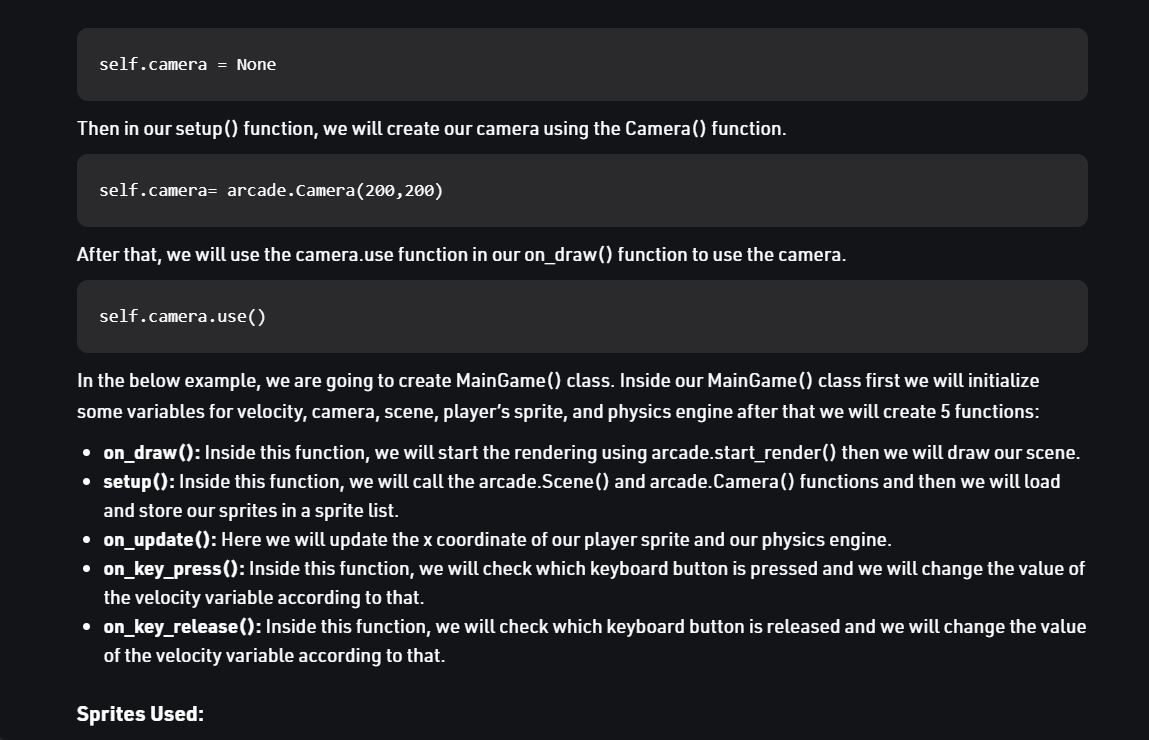 self.camera = None
Then in our setup() function, we will create our camera using the Camera() function.
self.camera= arcade.Camera(200,200)
After that, we will use the camera.use function in our on_draw() function to use the camera.
self.camera.use()
In the below example, we are going to create MainGame() class. Inside our MainGame() class first we will initialize
some variables for velocity, camera, scene, player’s sprite, and physics engine after that we will create 5 functions:
• on_draw(): Inside this function, we will start the rendering using arcade.start_render() then we will draw our scene.
• setup(): Inside this function, we will call the arcade.Scene() and arcade.Camera() functions and then we will load
and store our sprites in a sprite list.
• on_update(): Here we will update the x coordinate of our player sprite and our physics engine.
• on_key_press(): Inside this function, we will check which keyboard button is pressed and we will change the value of
the velocity variable according to that.
• on_key_release(): Inside this function, we will check which keyboard button is released and we will change the value
of the velocity variable according to that.
Sprites Used: